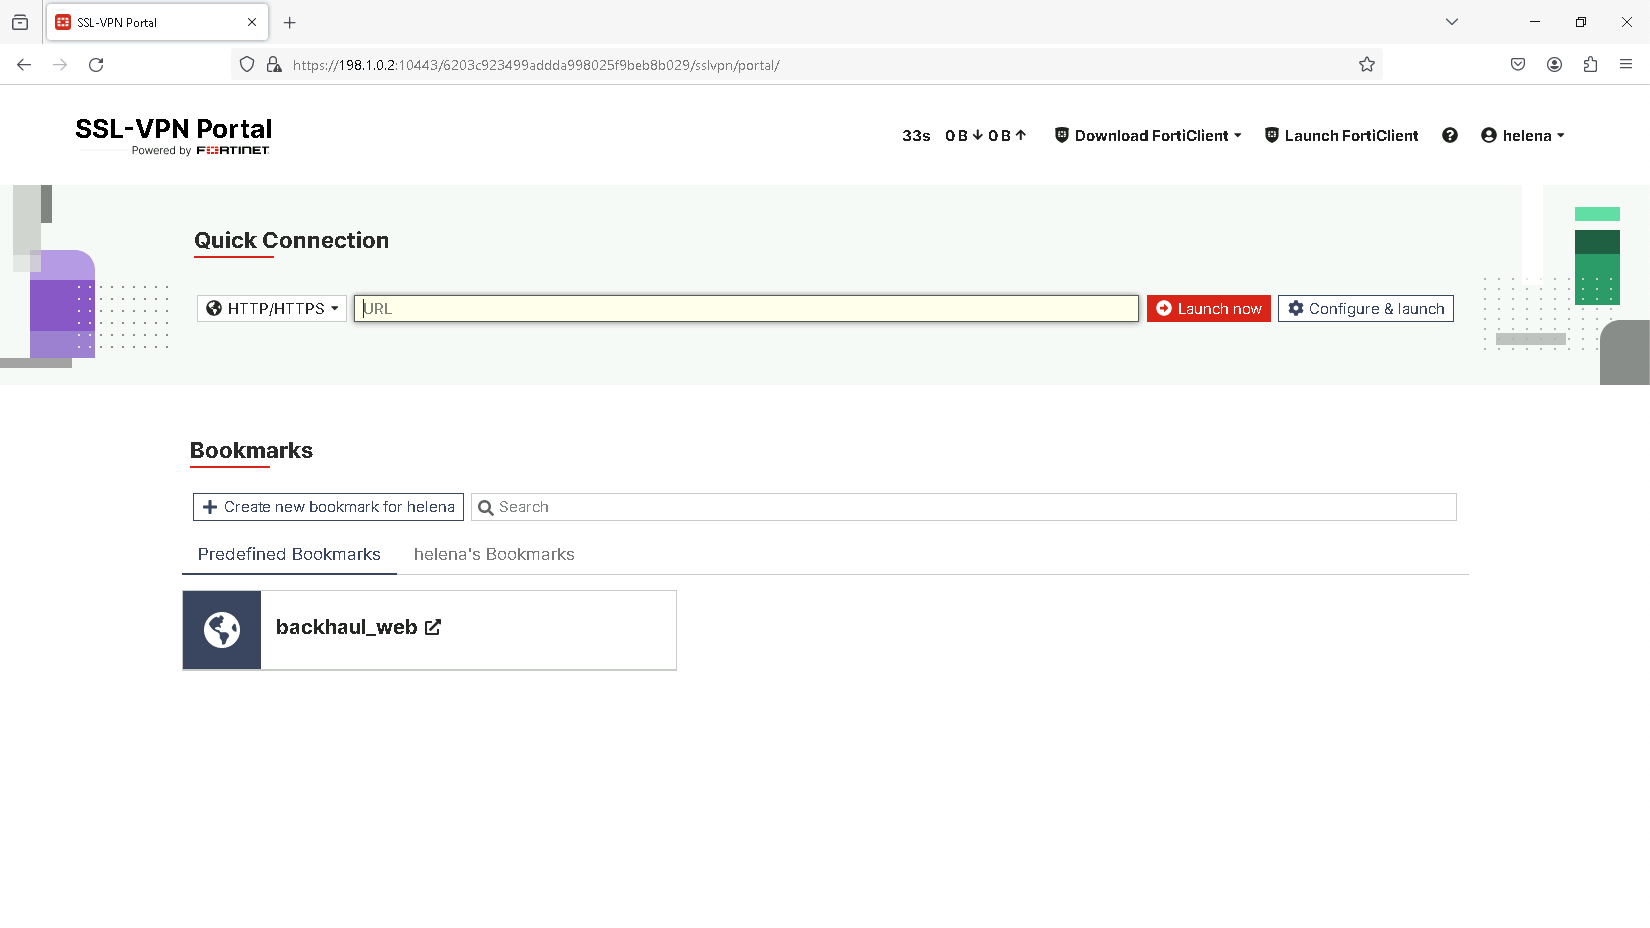 SSL-VPN Portal
https://198.1.0.2:10443/6203c923499addda998025f9beb8b029/sslvpn/portal/
SSL-VPN Portal
Powered by FORTINET
33s 0 B 0 B Download FortiClient Launch FortiClient helena
Quick Connection
HTTP/HTTPS URL Launch now Configure & launch
Bookmarks
Create new bookmark for helena Search
Predefined Bookmarks helena's Bookmarks
backhaul_web